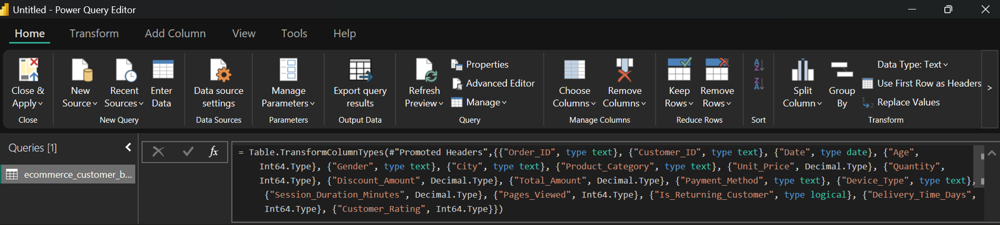 Untitled - Power Query Editor
Home Transform Add Column View Tools Help
Close & Apply
Close
New Source
Recent Sources
Enter Data
New Query
Data source settings
Data Sources
Manage Parameters
Parameters
Export query results
Output Data
Refresh Preview
Properties
Advanced Editor
Manage
Query
Choose Columns
Remove Columns
Manage Columns
Keep Rows
Remove Rows
Reduce Rows
A
Z
Z
A
Sort
Split Column
Group By
Data Type: Text
Use First Row as Headers
1 2 Replace Values
Transform
Queries [1]
ecommerce_customer_b...
fx
= Table.TransformColumnTypes(#"Promoted Headers",{{"Order_ID", type text}, {"Customer_ID", type text}, {"Date", type date}, {"Age",
Int64.Type}, {"Gender", type text}, {"City", type text}, {"Product_Category", type text}, {"Unit_Price", Decimal.Type}, {"Quantity",
Int64.Type}, {"Discount_Amount", Decimal.Type}, {"Total_Amount", Decimal.Type}, {"Payment_Method", type text}, {"Device_Type", type text},
{"Session_Duration_Minutes", Decimal.Type}, {"Pages_Viewed", Int64.Type}, {"Is_Returning_Customer", type logical}, {"Delivery_Time_Days",
Int64.Type}, {"Customer_Rating", Int64.Type}})